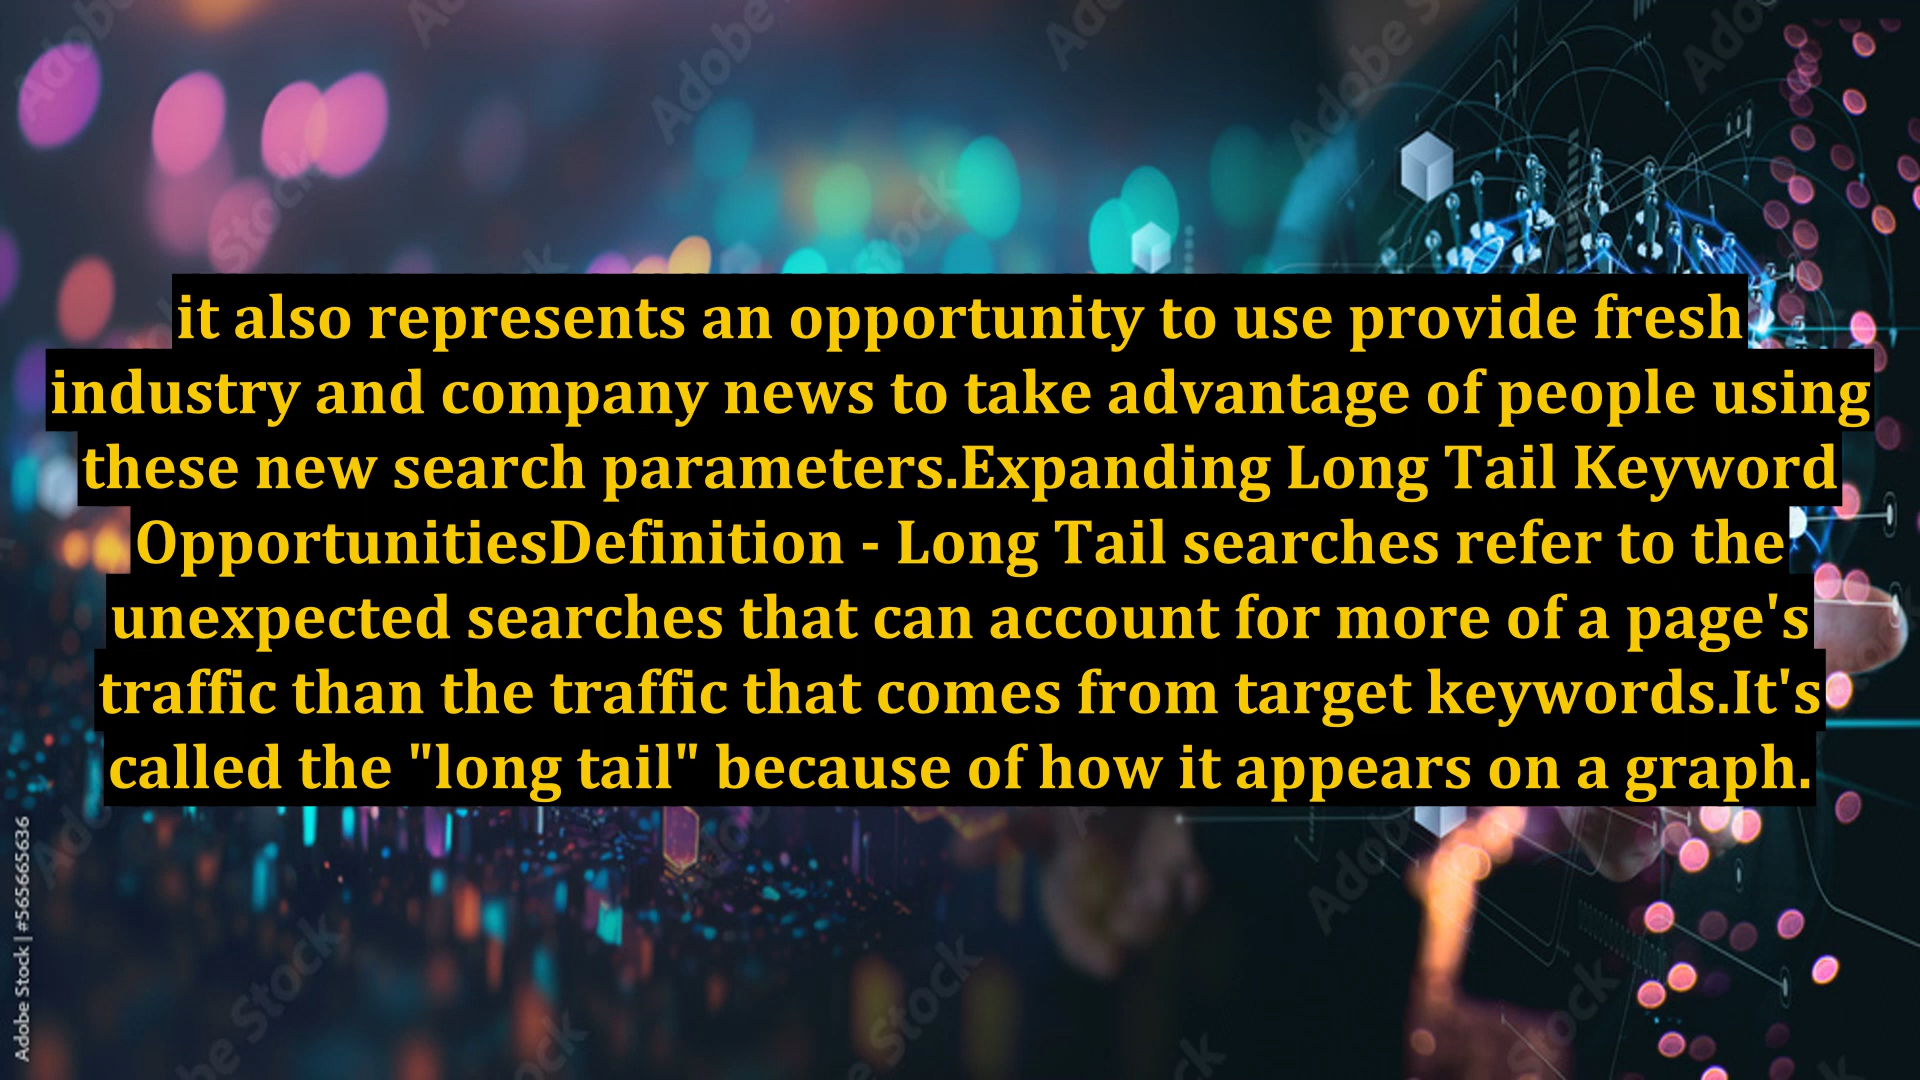 it also represents an opportunity to use provide fresh
industry and company news to take advantage of people using
these new search parameters.Expanding Long Tail Keyword
OpportunitiesDefinition - Long Tail searches refer to the
unexpected searches that can account for more of a page's
traffic than the traffic that comes from target keywords.It's
called the "long tail" because of how it appears on a graph.
Adobe Stock | #565665636